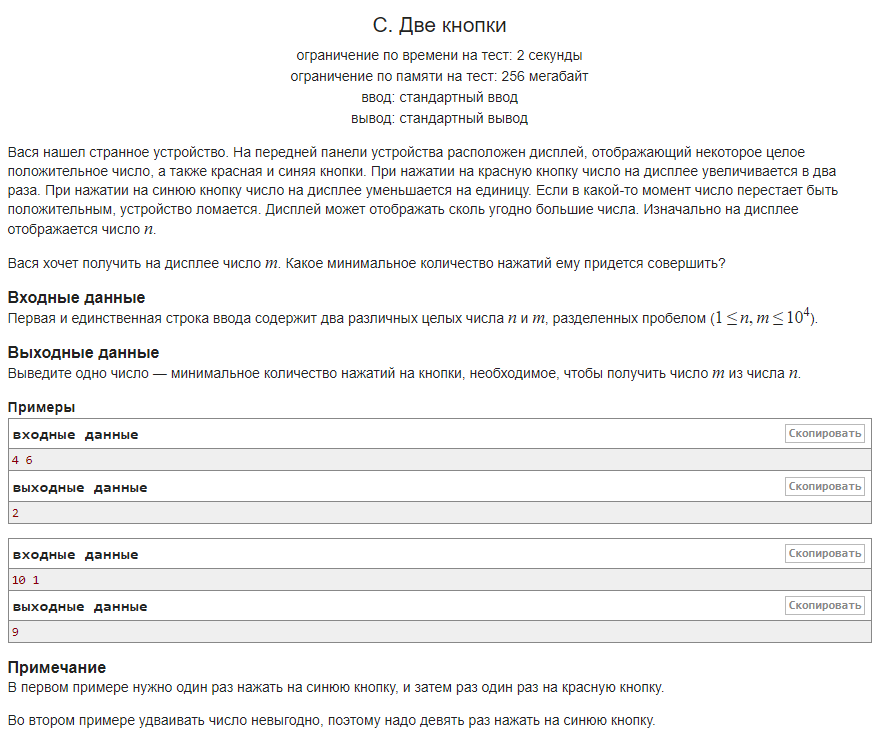 C. Две кнопки
ограничение по времени на тест: 2 секунды
ограничение по памяти на тест: 256 мегабайт
ввод: стандартный ввод
вывод: стандартный вывод
Вася нашел странное устройство. На передней панели устройства расположен дисплей, отображающий некоторое целое
положительное число, а также красная и синяя кнопки. При нажатии на красную кнопку число на дисплее увеличивается в два
раза. При нажатии на синюю кнопку число на дисплее уменьшается на единицу. Если в какой-то момент число перестает быть
положительным, устройство ломается. Дисплей может отображать сколь угодно большие числа. Изначально на дисплее
отображается число n.
Вася хочет получить на дисплее число m. Какое минимальное количество нажатий ему придется совершить?
Входные данные
Первая и единственная строка ввода содержит два различных целых числа n и m, разделенных пробелом (1 ≤ n, m ≤ 10⁴).
Выходные данные
Выведите одно число — минимальное количество нажатий на кнопки, необходимое, чтобы получить число m из числа n.
Примеры
входные данные Скопировать
4 6
выходные данные Скопировать
2
входные данные Скопировать
10 1
выходные данные Скопировать
9
Примечание
В первом примере нужно один раз нажать на синюю кнопку, и затем раз один раз на красную кнопку.
Во втором примере удваивать число невыгодно, поэтому надо девять раз нажать на синюю кнопку.